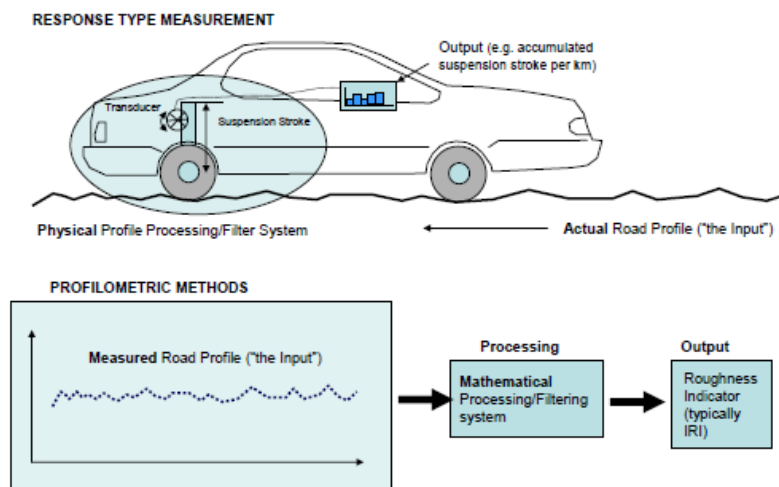 RESPONSE TYPE MEASUREMENT
Output (e.g. accumulated
suspension stroke per km)
Transducer
Suspension Stroke
Physical Profile Processing/Filter System
Actual Road Profile ("the Input")
PROFILOMETRIC METHODS
Measured Road Profile ("the Input")
Processing
Mathematical
Processing/Filtering
system
Output
Roughness
Indicator
(typically
IRI)